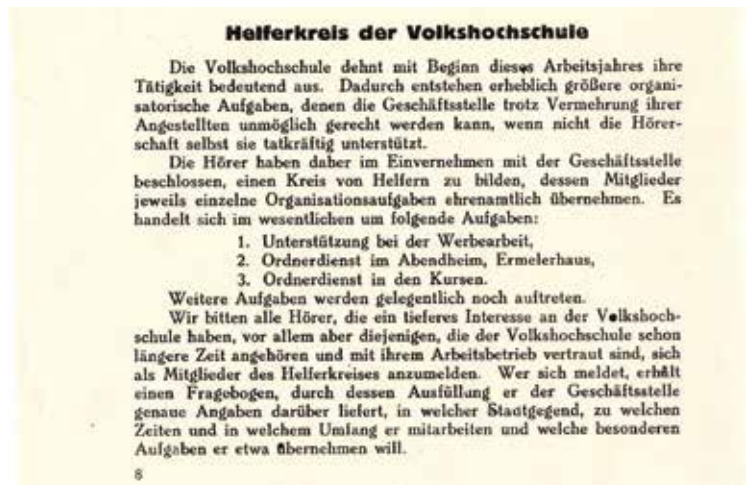 Helferkreis der Volkshochschule
Die Volkshochschule dehnt mit Beginn dieses Arbeitsjahres ihre
Tätigkeit bedeutend aus. Dadurch entstehen erheblich größere organi-
satorische Aufgaben, denen die Geschäftsstelle trotz Vermehrung ihrer
Angestellten unmöglich gerecht werden kann, wenn nicht die Hörer-
schaft selbst sie tatkräftig unterstützt.
Die Hörer haben daher im Einvernehmen mit der Geschäftsstelle
beschlossen, einen Kreis von Helfern zu bilden, dessen Mitglieder
jeweils einzelne Organisationsaufgaben ehrenamtlich übernehmen. Es
handelt sich im wesentlichen um folgende Aufgaben:
1. Unterstützung bei der Werbearbeit,
2. Ordnerdienst im Abendheim, Ermelerhaus,
3. Ordnerdienst in den Kursen.
Weitere Aufgaben werden gelegentlich noch auftreten.
Wir bitten alle Hörer, die ein tieferes Interesse an der Volkshoch-
schule haben, vor allem aber diejenigen, die der Volkshochschule schon
längere Zeit angehören und mit ihrem Arbeitsbetrieb vertraut sind, sich
als Mitglieder des Helferkreises anzumelden. Wer sich meldet, erhält
einen Fragebogen, durch dessen Ausfüllung er der Geschäftsstelle
genaue Angaben darüber liefert, in welcher Stadtgegend, zu welchen
Zeiten und in welchem Umfang er mitarbeiten und welche besonderen
Aufgaben er etwa übernehmen will.
8